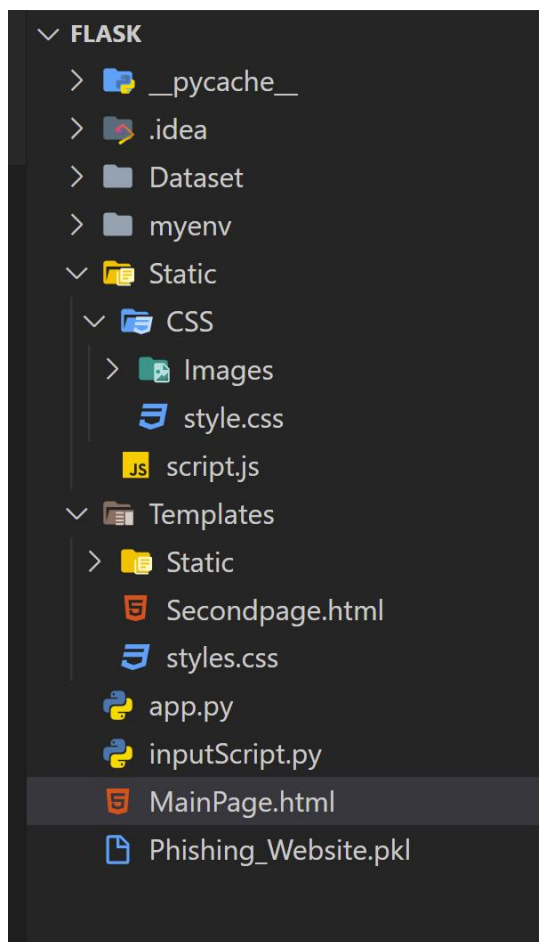 FLASK
__pycache__
.idea
Dataset
myenv
Static
CSS
Images
style.css
JS script.js
Templates
Static
Secondpage.html
styles.css
app.py
inputScript.py
MainPage.html
Phishing_Website.pkl